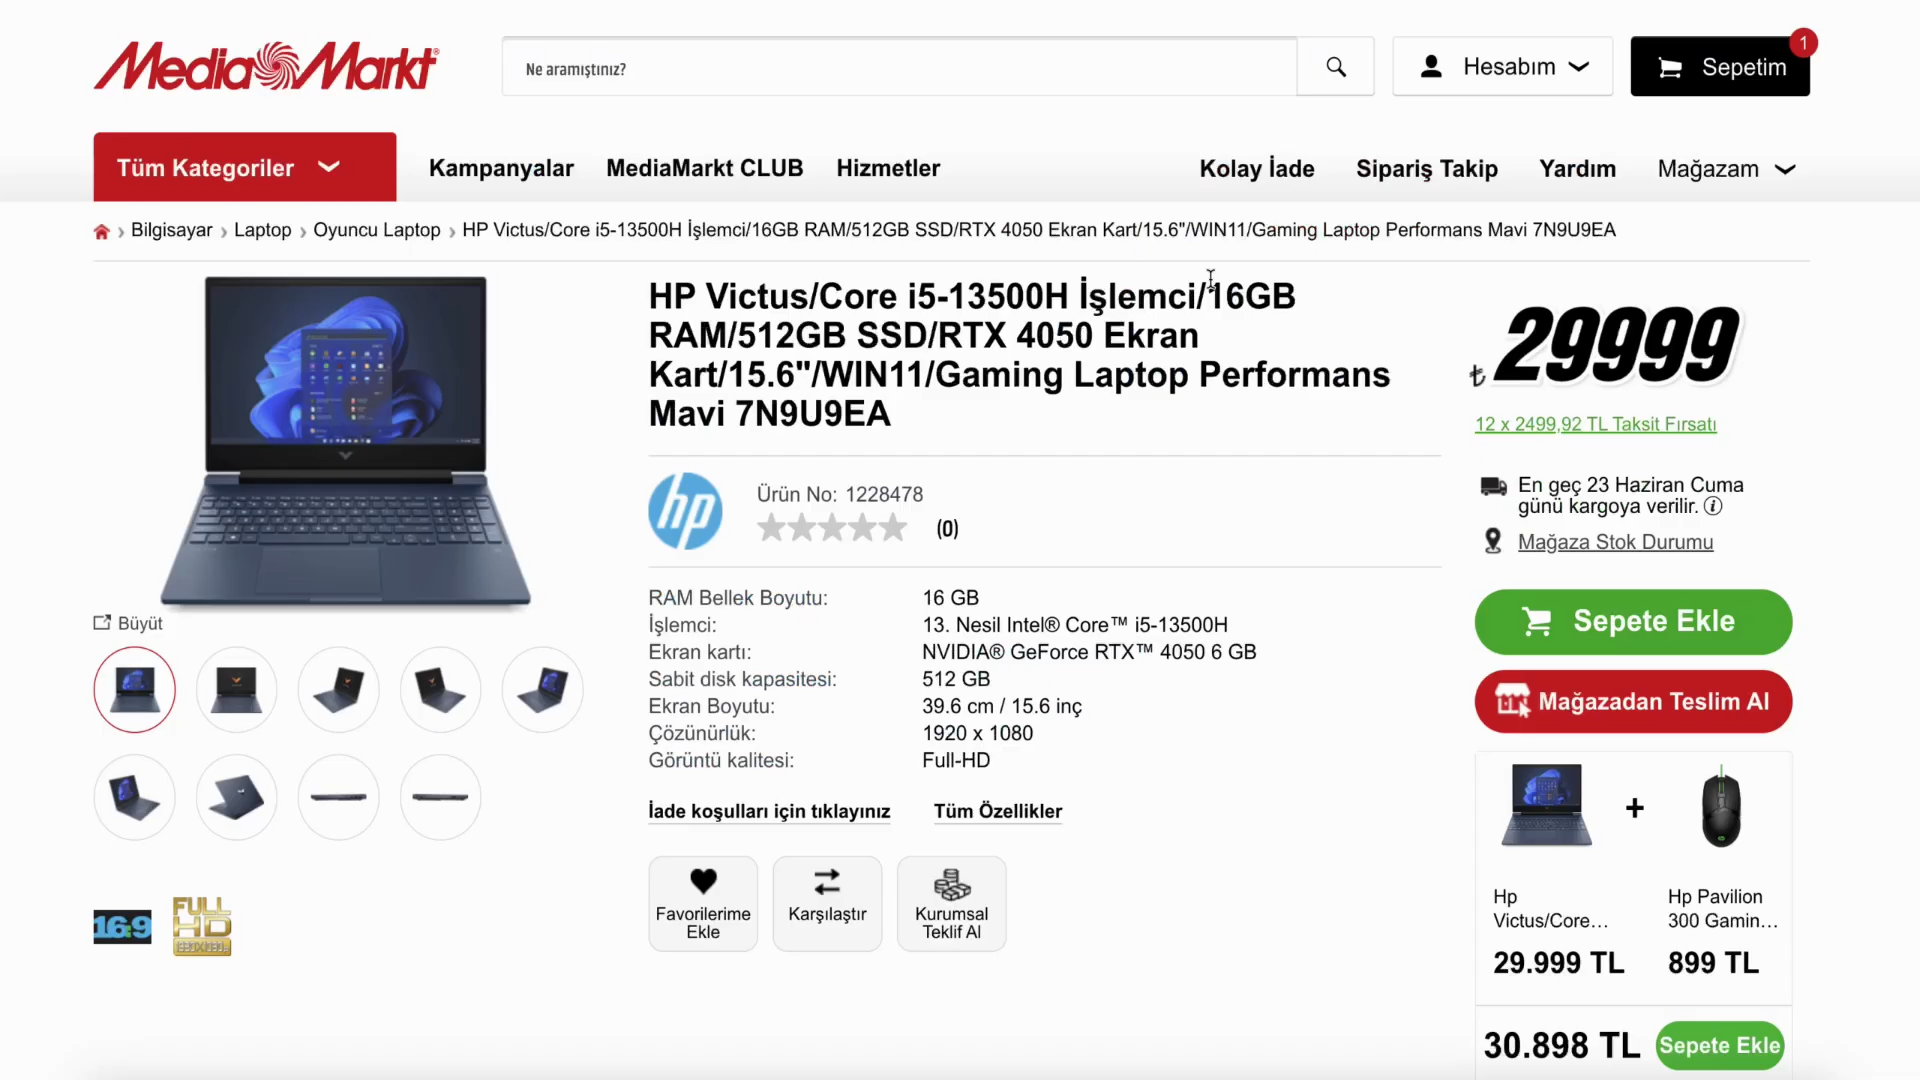 MediaMarkt
Ne aramıştınız?
Hesabım
Sepetim
1
Tüm Kategoriler
Kampanyalar
MediaMarkt CLUB
Hizmetler
Kolay İade
Sipariş Takip
Yardım
Mağazam
Bilgisayar
Laptop
Oyuncu Laptop
HP Victus/Core i5-13500H İşlemci/16GB RAM/512GB SSD/RTX 4050 Ekran Kart/15.6"/WIN11/Gaming Laptop Performans Mavi 7N9U9EA
Büyüt
16:9
FULL
HD
HP Victus/Core i5-13500H İşlemci/16GB
RAM/512GB SSD/RTX 4050 Ekran
Kart/15.6"/WIN11/Gaming Laptop Performans
Mavi 7N9U9EA
hp
Ürün No: 1228478
(0)
RAM Bellek Boyutu: 16 GB
İşlemci: 13. Nesil Intel® Core™ i5-13500H
Ekran kartı: NVIDIA® GeForce RTX™ 4050 6 GB
Sabit disk kapasitesi: 512 GB
Ekran Boyutu: 39.6 cm / 15.6 inç
Çözünürlük: 1920 x 1080
Görüntü kalitesi: Full-HD
İade koşulları için tıklayınız
Tüm Özellikler
Favorilerime
Ekle
Karşılaştır
Kurumsal
Teklif Al
₺ 29999
12 x 2499,92 TL Taksit Fırsatı
En geç 23 Haziran Cuma
günü kargoya verilir.
Mağaza Stok Durumu
Sepete Ekle
Mağazadan Teslim Al
+
Hp
Victus/Core...
29.999 TL
Hp Pavilion
300 Gamin...
899 TL
30.898 TL
Sepete Ekle